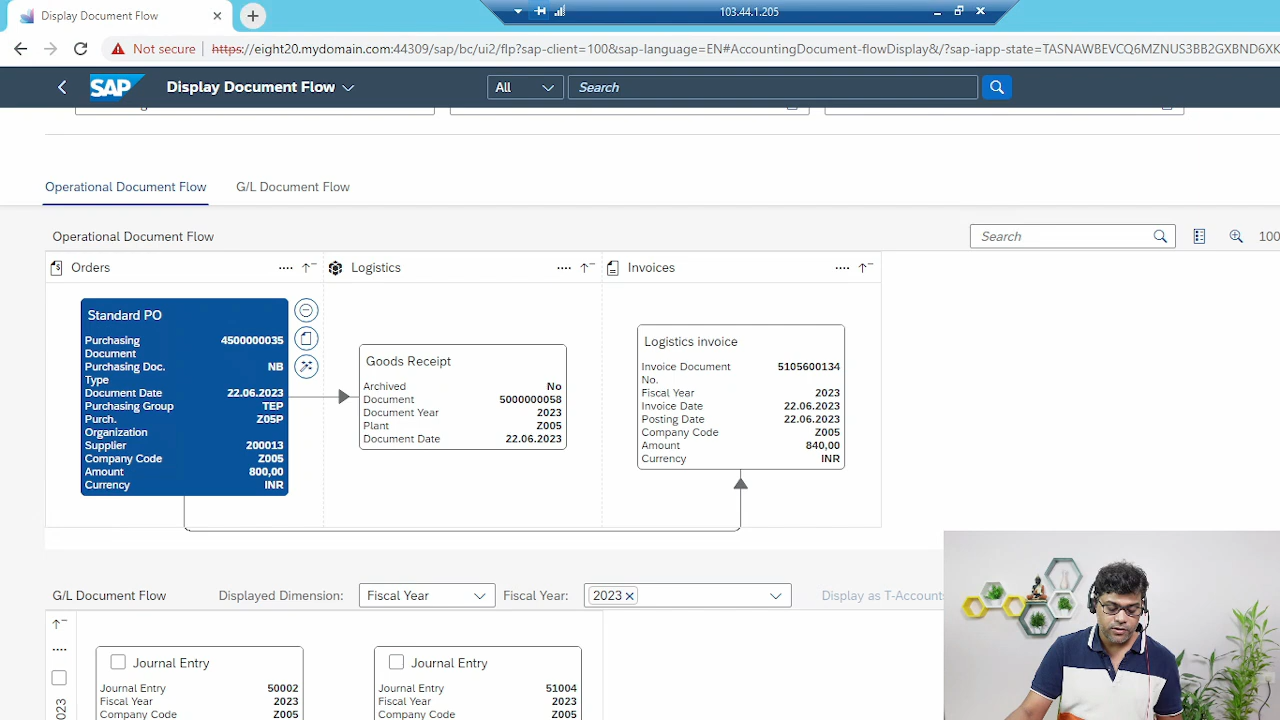 Display Document Flow
103.44.1.205
Not secure
https://eight20.mydomain.com:44309/sap/bc/ui2/flp?sap-client=100&sap-language=EN#AccountingDocument-flowDisplay&/?sap-iapp-state=TASNAWBEVCQ6MZNUS3BB2GXBND6XK
SAP
Display Document Flow
All
Search
Operational Document Flow
G/L Document Flow
Operational Document Flow
Search
100
Orders
Logistics
Invoices
Standard PO
Purchasing Document 4500000035
Purchasing Doc. Type NB
Document Date 22.06.2023
Purchasing Group TEP
Purch. Organization Z05P
Supplier 200013
Company Code Z005
Amount 800,00
Currency INR
Goods Receipt
Archived No
Document 5000000058
Document Year 2023
Plant Z005
Document Date 22.06.2023
Logistics invoice
Invoice Document No. 5105600134
Fiscal Year 2023
Invoice Date 22.06.2023
Posting Date 22.06.2023
Company Code Z005
Amount 840,00
Currency INR
G/L Document Flow
Displayed Dimension:
Fiscal Year
Fiscal Year:
2023
Display as T-Accounts
Journal Entry
Journal Entry 50002
Fiscal Year 2023
Company Code Z005
Journal Entry
Journal Entry 51004
Fiscal Year 2023
Company Code Z005